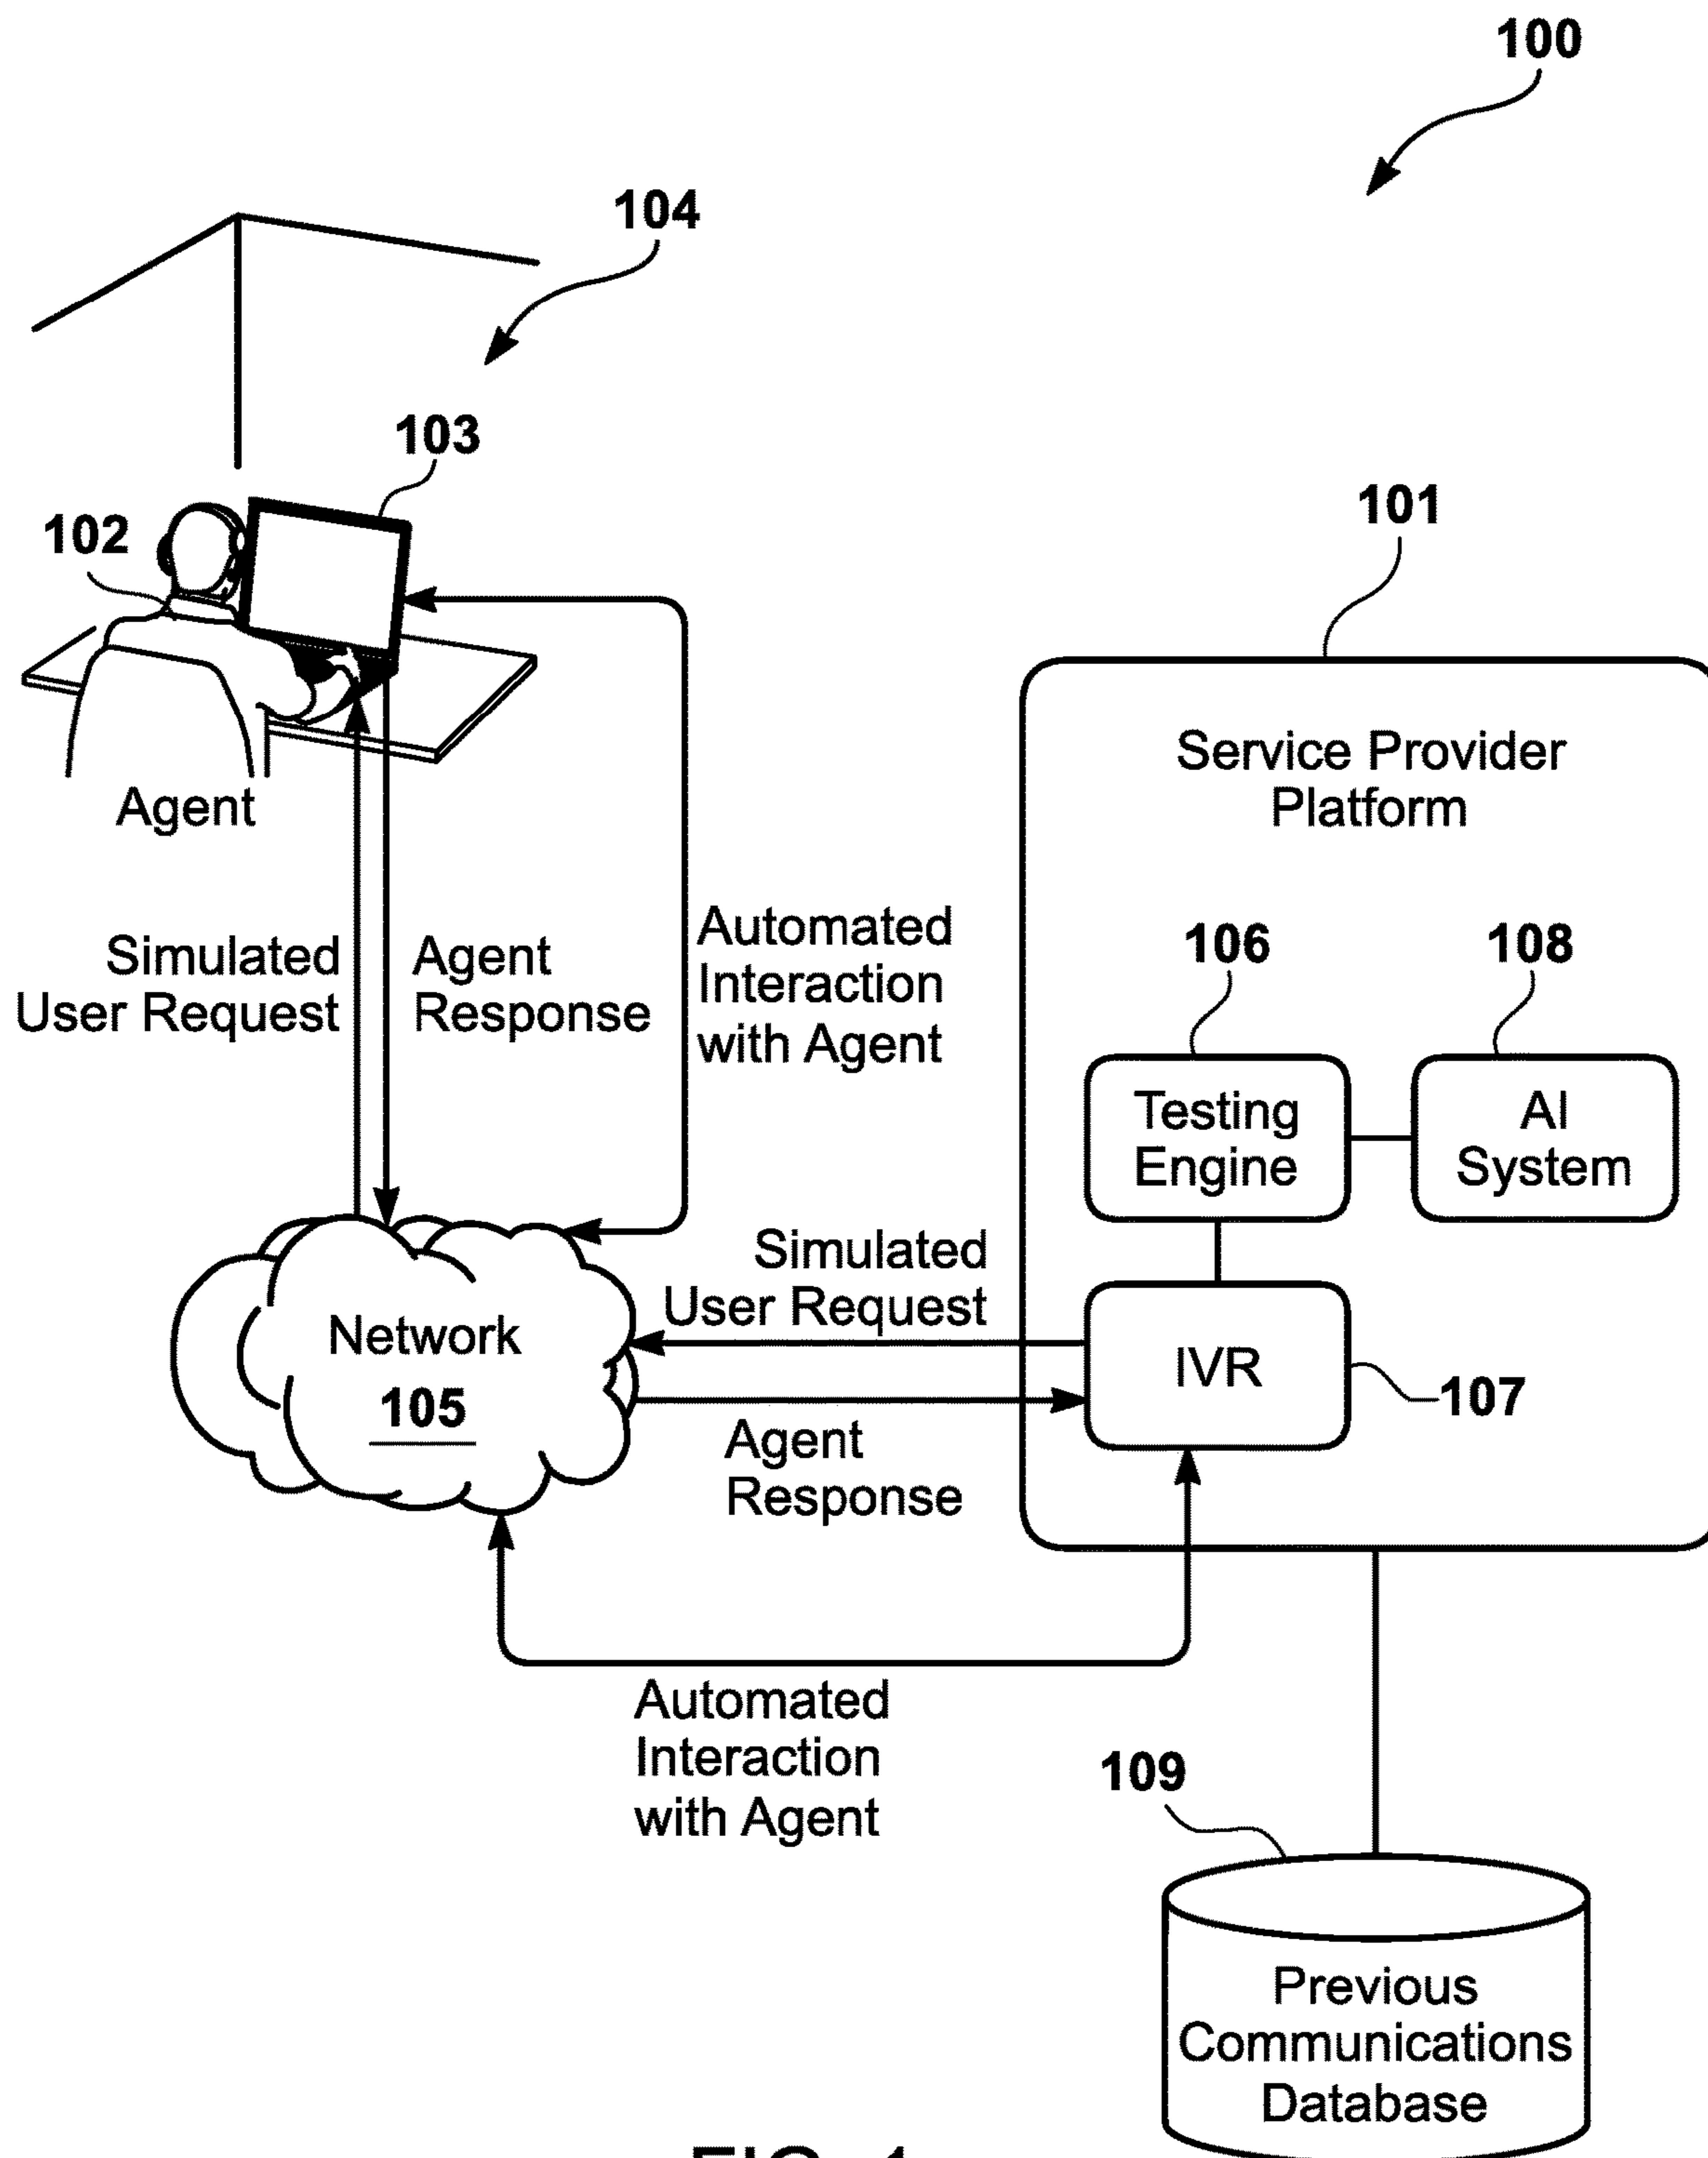 100
104
103
102
101
Agent
Service Provider
Platform
Simulated
User Request
Agent
Response
Automated
Interaction
with Agent
106
108
Testing
Engine
AI
System
Network
105
Simulated
User Request
IVR
107
Agent
Response
Automated
Interaction
with Agent
109
Previous
Communications
Database